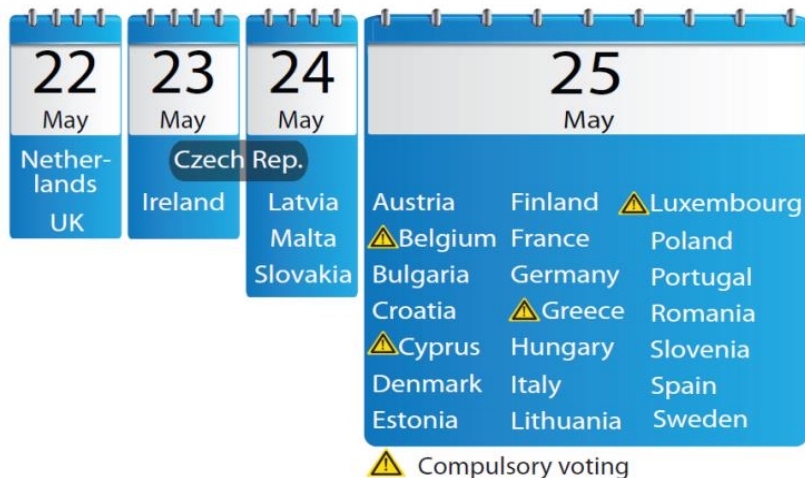 22
May
Nether-
lands
UK
23
May
Czech Rep.
Ireland
24
May
Latvia
Malta
Slovakia
25
May
Austria
Belgium
Bulgaria
Croatia
Cyprus
Denmark
Estonia
Finland
France
Germany
Greece
Hungary
Italy
Lithuania
Luxembourg
Poland
Portugal
Romania
Slovenia
Spain
Sweden
Compulsory voting